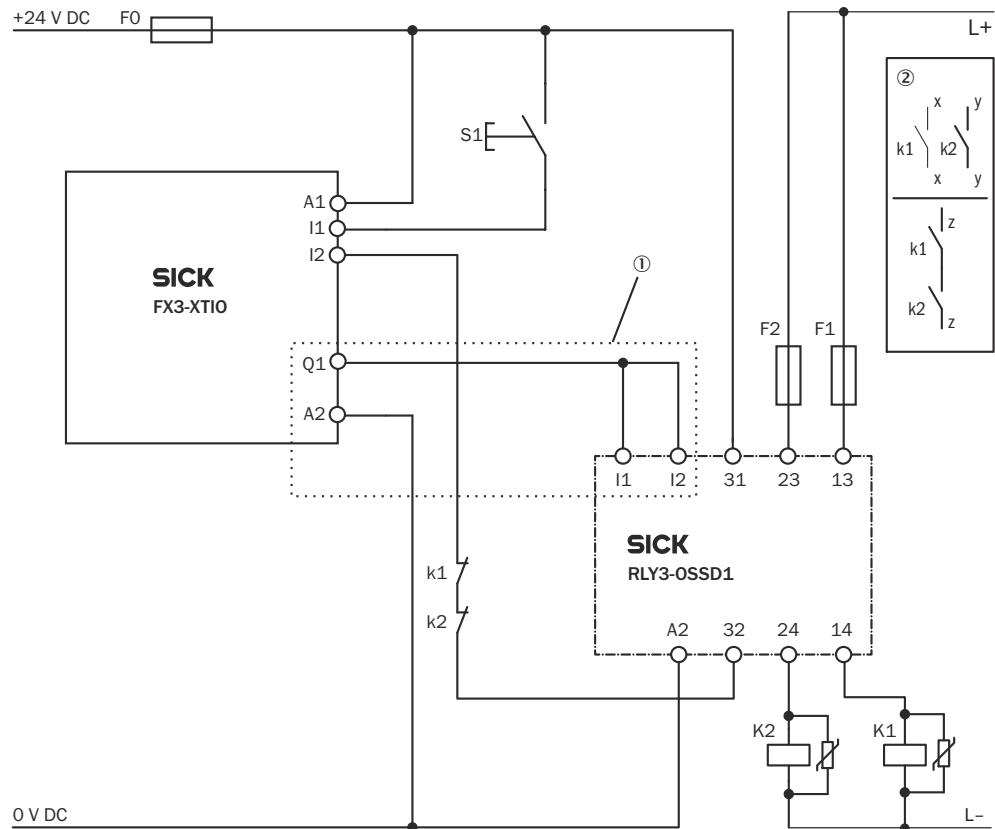 +24 V DC F0
L+
②
x y
k1 k2
x y
z
k1
k2
z
S1
A1
I1
I2
SICK
FX3-XTIO
①
Q1
A2
F2 F1
I1 I2 31 23 13
SICK
RLY3-OSSD1
k1
k2
A2 32 24 14
K2 K1
0 V DC
L–